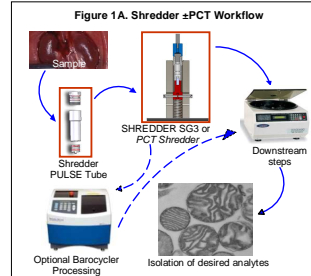 Figure 1A. Shredder ±PCT Workflow
Sample
Shredder
PULSE Tube
SHREDDER SG3 or
PCT Shredder
Downstream
steps
Optional Barocycler
Processing
Isolation of desired analytes